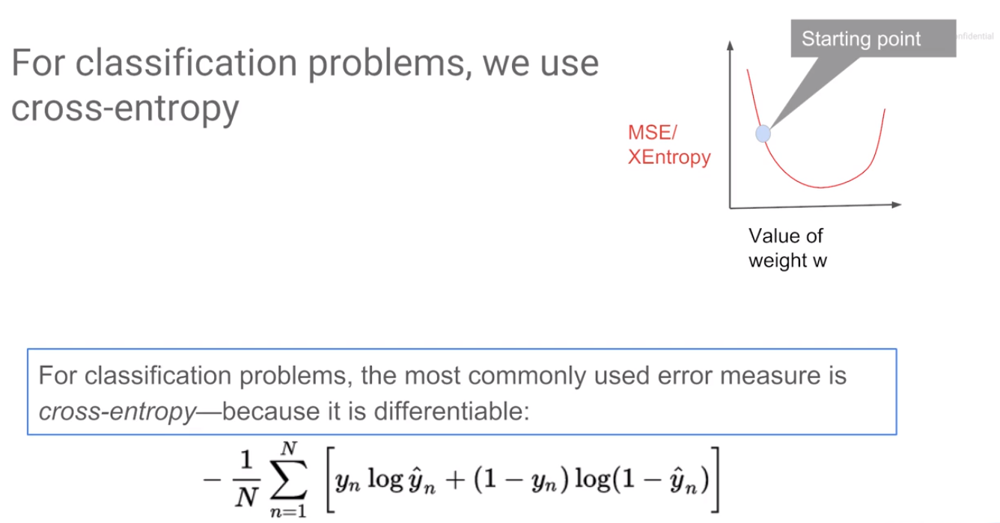 For classification problems, we use
cross-entropy
Starting point
MSE/
XEntropy
Value of
weight w
For classification problems, the most commonly used error measure is
cross-entropy—because it is differentiable:
$-\frac{1}{N}\sum_{n=1}^{N}\left[y_n \log \hat{y}_n + (1 - y_n)\log(1 - \hat{y}_n)\right]$